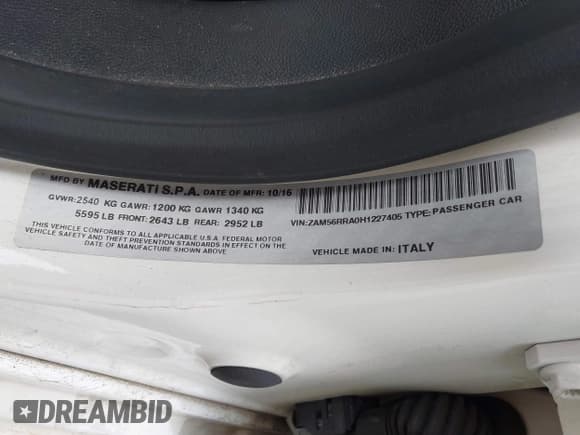 MFD BY MASERATI S.P.A. DATE OF MFR: 10/16
GVWR: 2540 KG GAWR: 1200 KG GAWR 1340 KG
5595 LB FRONT: 2643 LB REAR: 2952 LB
THIS VEHICLE CONFORMS TO ALL APPLICABLE U.S.A. FEDERAL MOTOR
VEHICLE SAFETY AND THEFT PREVENTION STANDARDS IN EFFECT ON THE
DATE OF MANUFACTURE SHOWN ABOVE
VIN:ZAM56RRA0H1227405 TYPE: PASSENGER CAR
VEHICLE MADE IN: ITALY
DREAMBID